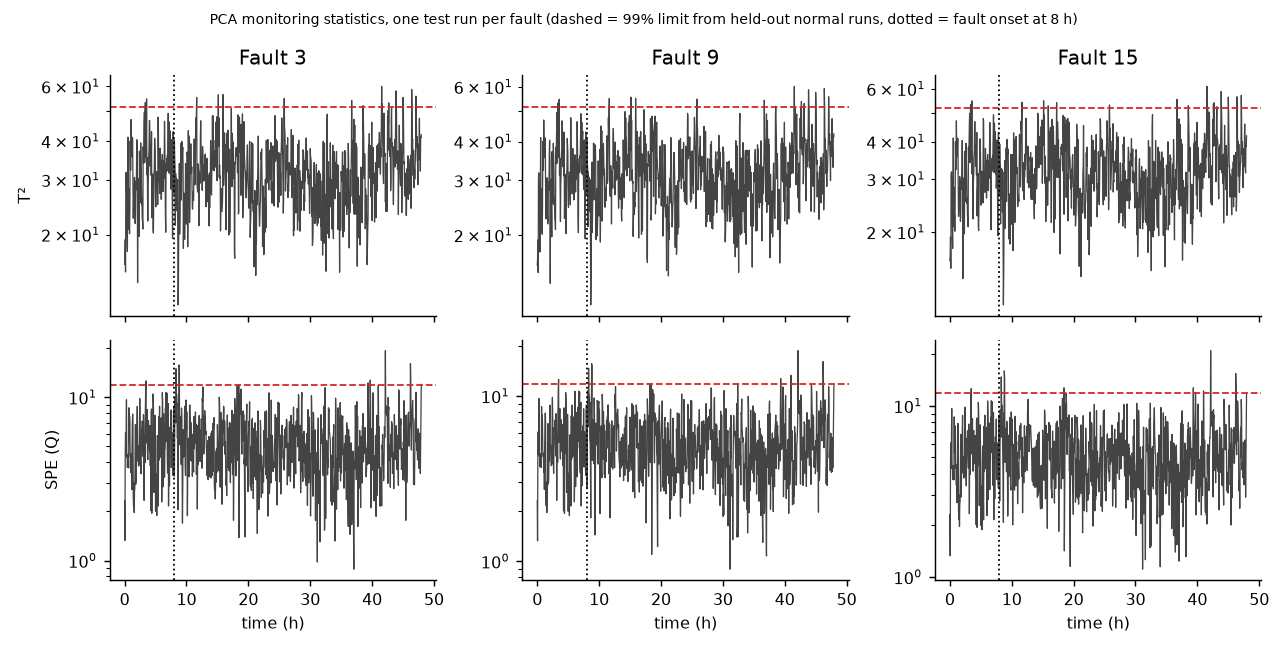 PCA monitoring statistics, one test run per fault (dashed = 99% limit from held-out normal runs, dotted = fault onset at 8 h)
Fault 3
Fault 9
Fault 15
T²
6 × 10¹
4 × 10¹
3 × 10¹
2 × 10¹
6 × 10¹
4 × 10¹
3 × 10¹
2 × 10¹
6 × 10¹
4 × 10¹
3 × 10¹
2 × 10¹
SPE (Q)
10¹
10⁰
10¹
10⁰
10¹
10⁰
0 10 20 30 40 50
0 10 20 30 40 50
0 10 20 30 40 50
time (h)
time (h)
time (h)